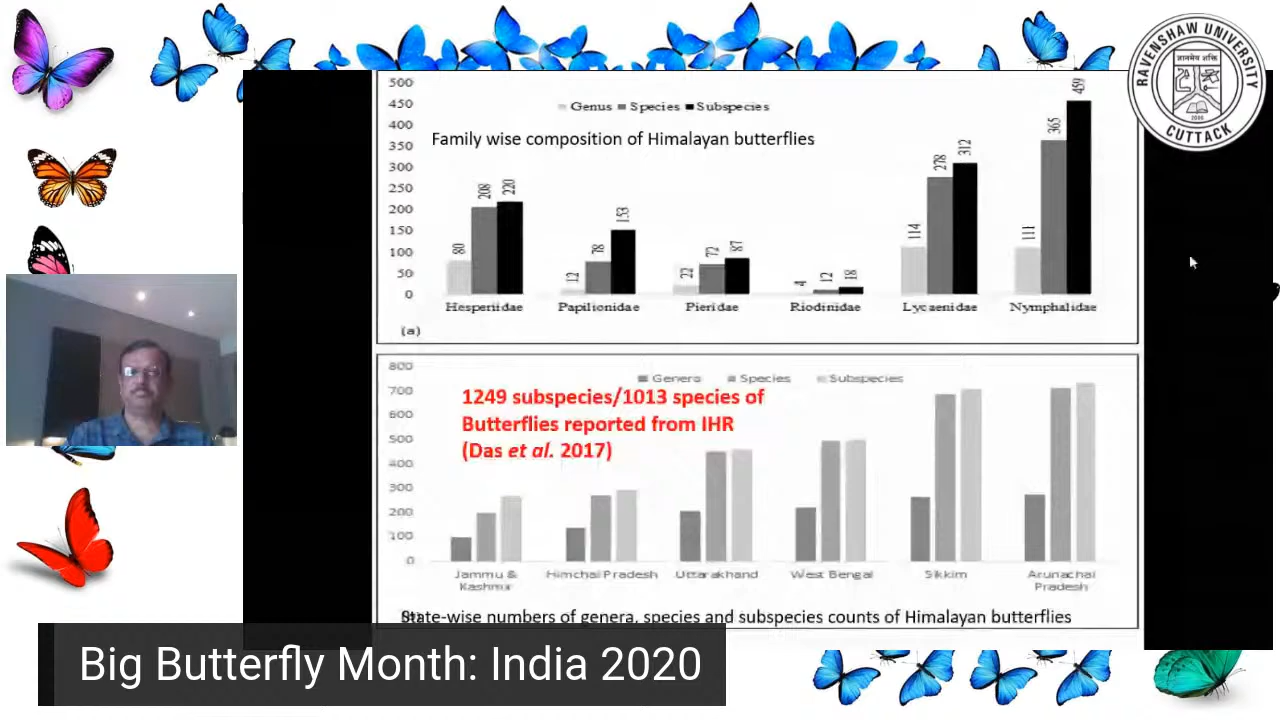 RAVENSHAW UNIVERSITY
ज्ञानमेव शक्ति
2006
CUTTACK
500
450
400
350
300
250
200
150
100
50
0
Genus Species Subspecies
Family wise composition of Himalayan butterflies
80 208 220
12 78 153
22 72 87
4 12 18
114 278 312
111 365 459
Hesperiidae Papilionidae Pieridae Riodinidae Lycaenidae Nymphalidae
(a)
800
700
600
500
400
300
200
100
0
Genera Species Subspecies
1249 subspecies/1013 species of
Butterflies reported from IHR
(Das et al. 2017)
Jammu & Himchal Pradesh Uttarakhand West Bengal Sikkim Arunachal
Kashmir Pradesh
State-wise numbers of genera, species and subspecies counts of Himalayan butterflies
Big Butterfly Month: India 2020